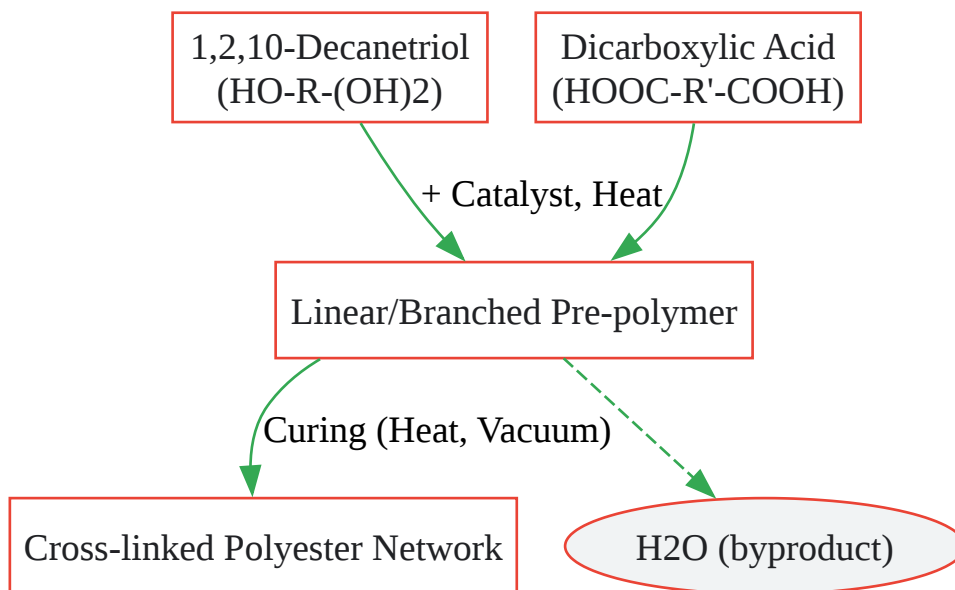 1,2,10-Decanetriol
(HO-R-(OH)2)
Dicarboxylic Acid
(HOOC-R'-COOH)
+ Catalyst, Heat
Linear/Branched Pre-polymer
Curing (Heat, Vacuum)
Cross-linked Polyester Network
H2O (byproduct)